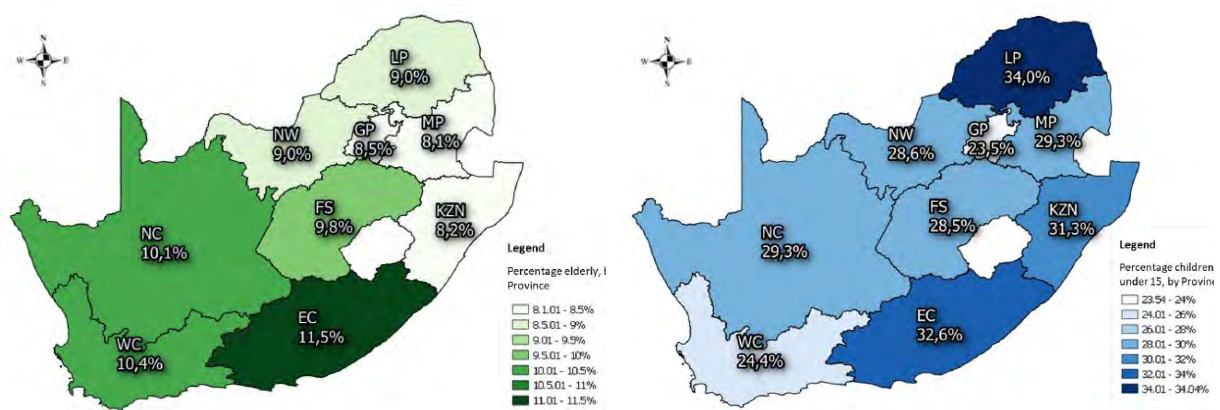 N
W
E
S
LP
9,0%
NW
9,0%
GP
8,5%
MP
8,1%
FS
9,8%
KZN
8,2%
NC
10,1%
EC
11,5%
WC
10,4%
Legend
Percentage elderly, b
Province
8.1.01 - 8.5%
8.5.01 - 9%
9.01 - 9.5%
9.5.01 - 10%
10.01 - 10.5%
10.5.01 - 11%
11.01 - 11.5%
N
W
E
S
LP
34,0%
NW
28,6%
GP
23,5%
MP
29,3%
FS
28,5%
KZN
31,3%
NC
29,3%
EC
32,6%
WC
24,4%
Legend
Percentage children
under 15, by Provin
23.54 - 24%
24.01 - 26%
26.01 - 28%
28.01 - 30%
30.01 - 32%
32.01 - 34%
34.01 - 34.04%